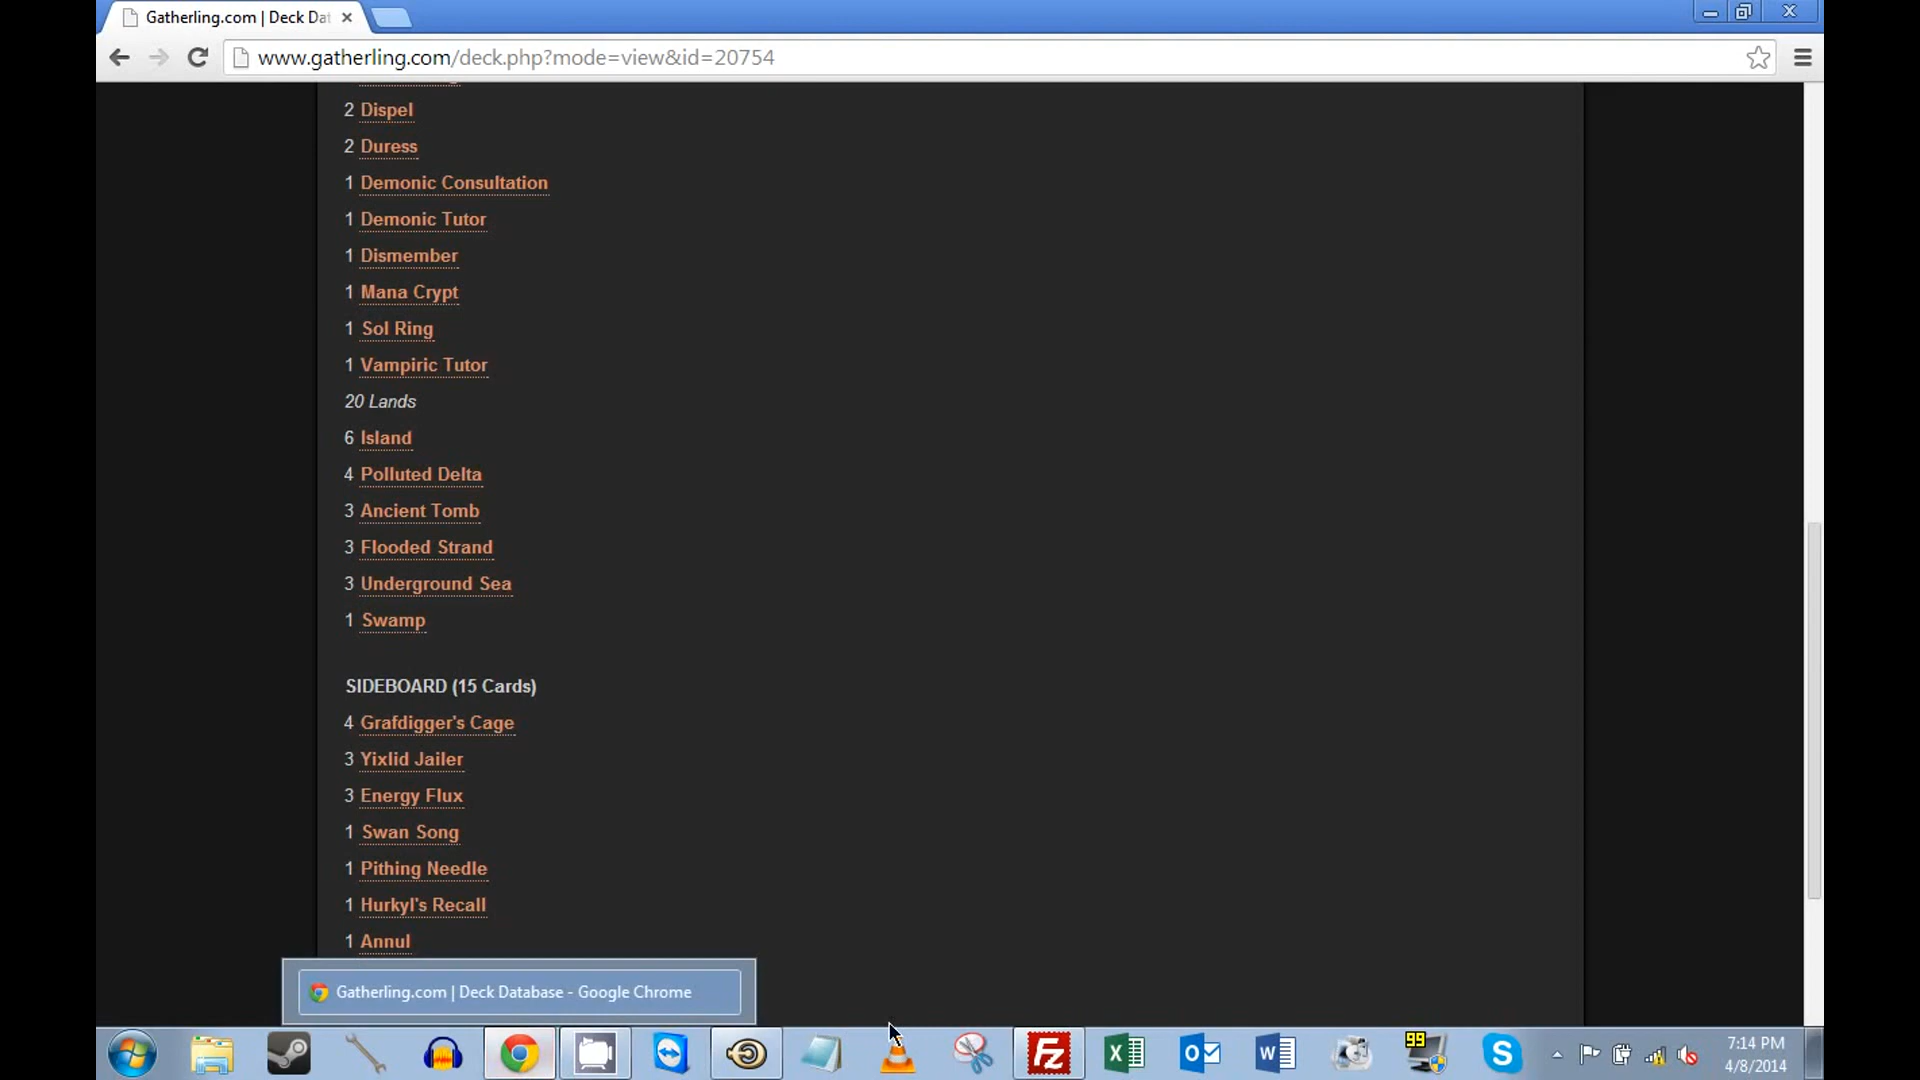 Gatherling.com | Deck Dat
www.gatherling.com/deck.php?mode=view&id=20754
2 Dispel
2 Duress
1 Demonic Consultation
1 Demonic Tutor
1 Dismember
1 Mana Crypt
1 Sol Ring
1 Vampiric Tutor
20 Lands
6 Island
4 Polluted Delta
3 Ancient Tomb
3 Flooded Strand
3 Underground Sea
1 Swamp
SIDEBOARD (15 Cards)
4 Grafdigger's Cage
3 Yixlid Jailer
3 Energy Flux
1 Swan Song
1 Pithing Needle
1 Hurkyl's Recall
1 Annul
Gatherling.com | Deck Database - Google Chrome
99
7:14 PM
4/8/2014